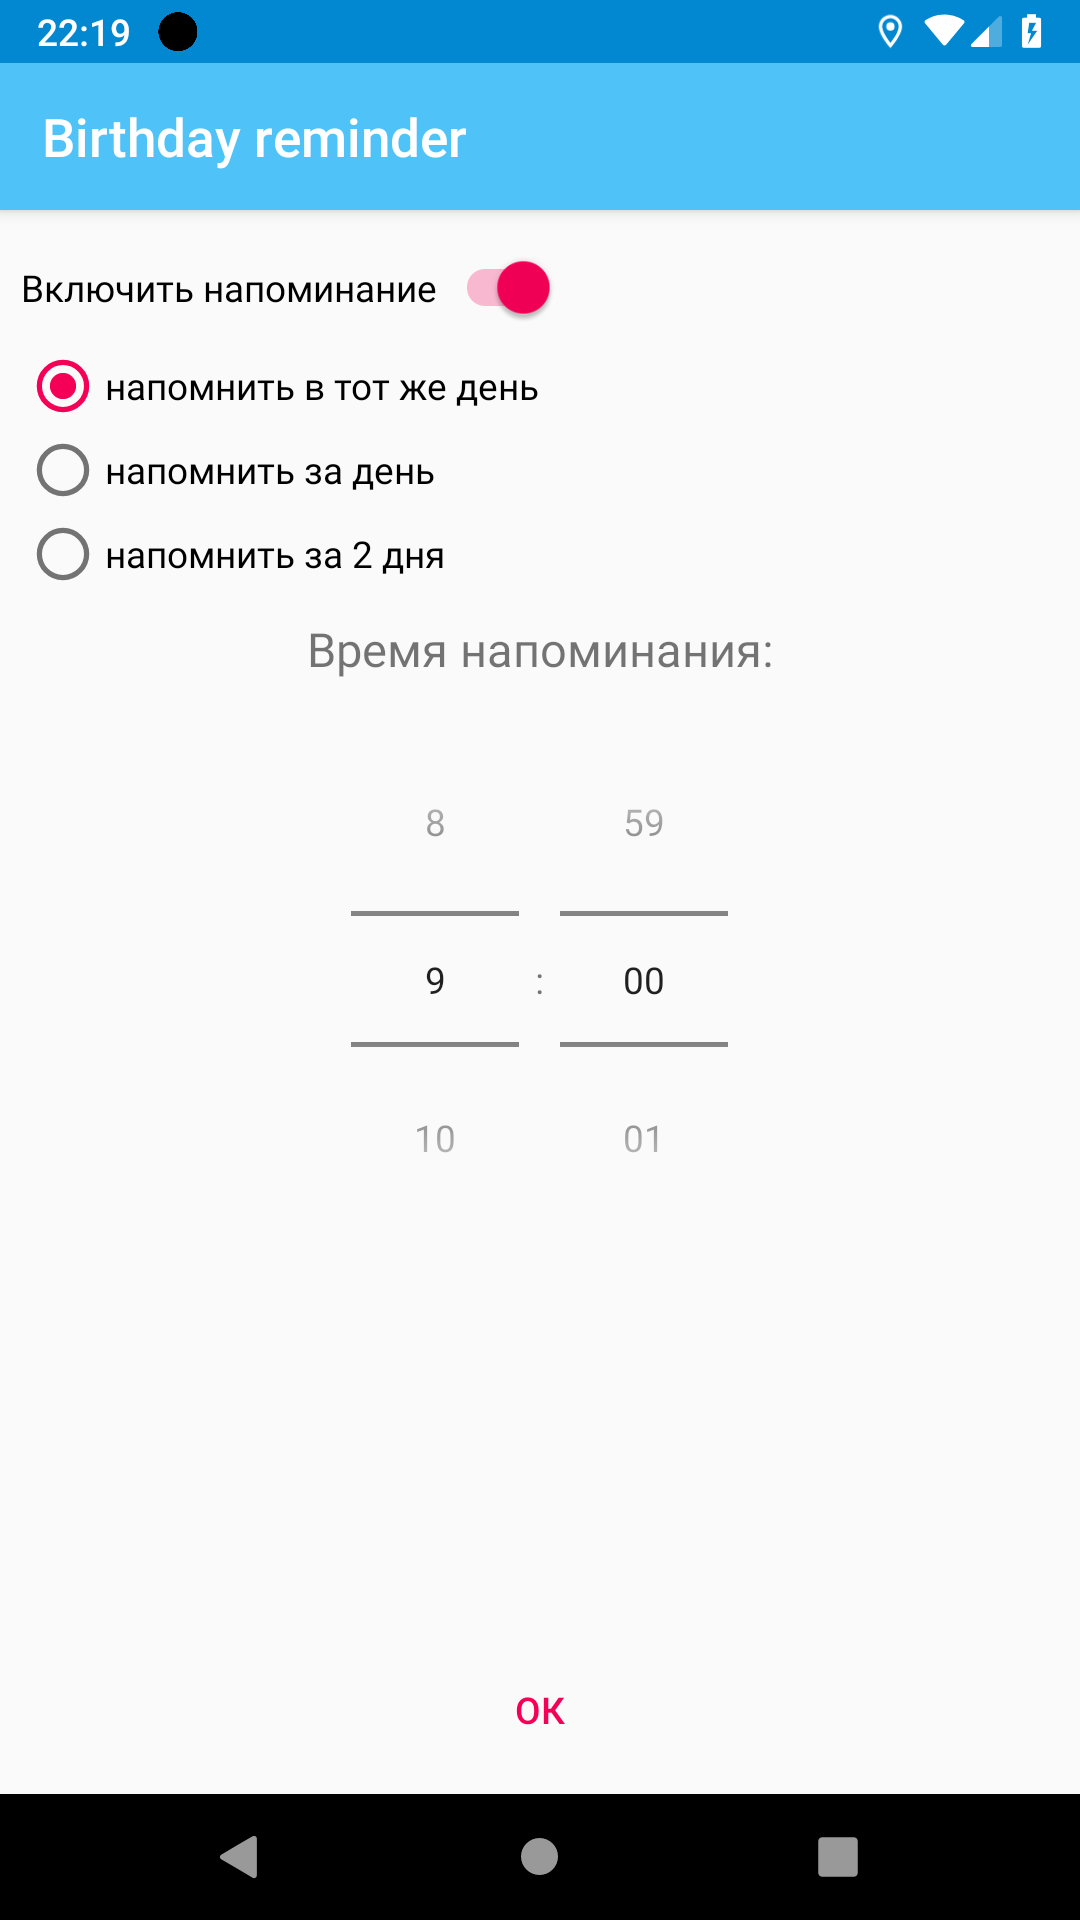 22:19
Birthday reminder
Включить напоминание
напомнить в тот же день
напомнить за день
напомнить за 2 дня
Время напоминания:
8 59
9 : 00
10 01
ОК